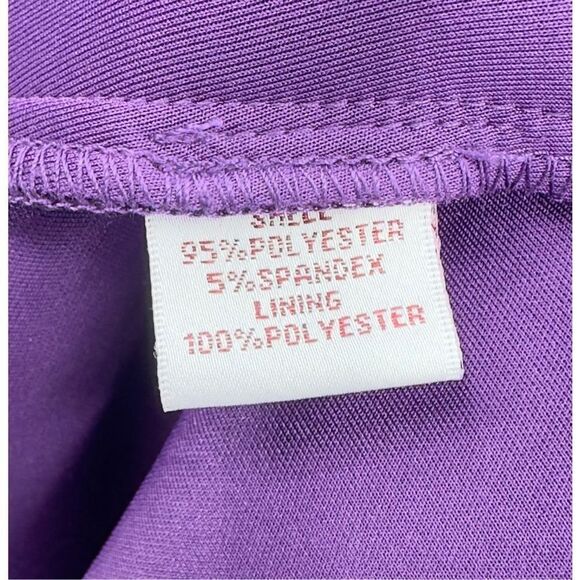 SHELL
95%POLYESTER
5%SPANDEX
LINING
100%POLYESTER